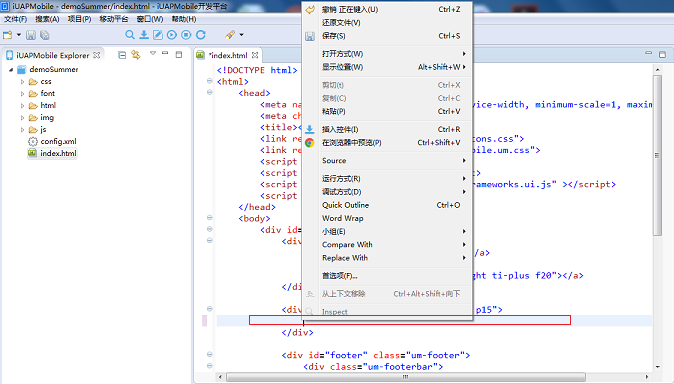 iUAPMobile - demoSummer/index.html - iUAPMobile开发平台
文件(F) 搜索(A) 项目(P) 移动平台 窗口(W) 帮助(H)
iUAPMobile Explorer
demoSummer
css
font
html
img
js
config.xml
index.html
*index.html
<!DOCTYPE html>
<html>
<head>
<meta na vice-width, minimum-scale=1, maxim
<meta ch
<title>
<link re ons.css">
<link re bile.um.css">
<script
<script
<script rameworks.ui.js" ></script>
<script
</head>
<body>
<div id=
<div
</a>
ght ti-plus f20"></a>
</di
<div p15">
</div>
<div id="footer" class="um-footer">
<div class="um-footerbar">
撤销 正在键入(U) Ctrl+Z
还原文件(V)
保存(S) Ctrl+S
打开方式(W)
显示位置(W) Alt+Shift+W
剪切(t) Ctrl+X
复制(C) Ctrl+C
粘贴(P) Ctrl+V
插入控件(I) Ctrl+R
在浏览器中预览(P) Ctrl+Shift+V
Source
运行方式(R)
调试方式(D)
Quick Outline Ctrl+O
Word Wrap
小组(E)
Compare With
Replace With
首选项(F)...
从上下文移除 Ctrl+Alt+Shift+向下
Inspect